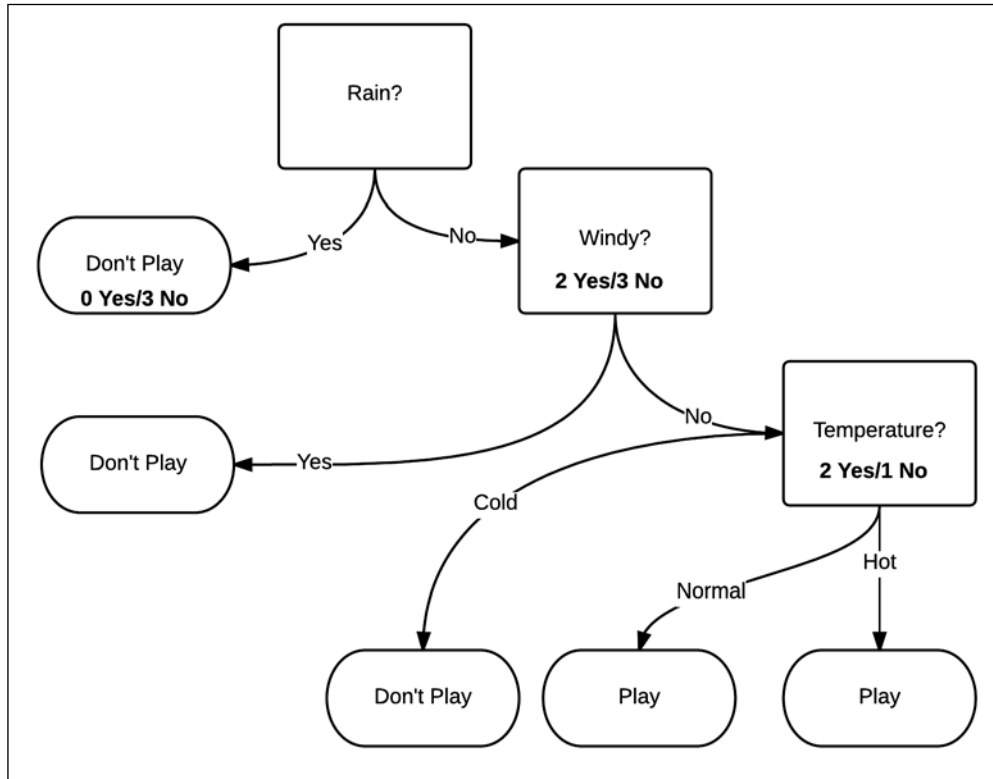 Rain?
Yes
No
Don't Play
0 Yes/3 No
Windy?
2 Yes/3 No
Don't Play
Yes
No
Temperature?
2 Yes/1 No
Cold
Normal
Hot
Don't Play
Play
Play